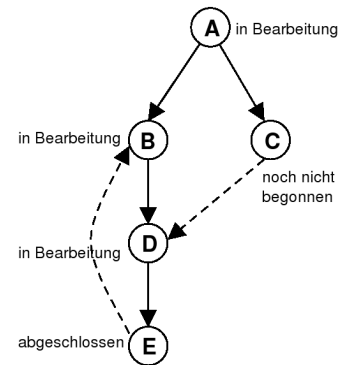 A in Bearbeitung
in Bearbeitung B C
noch nicht
begonnen
D
in Bearbeitung
abgeschlossen E